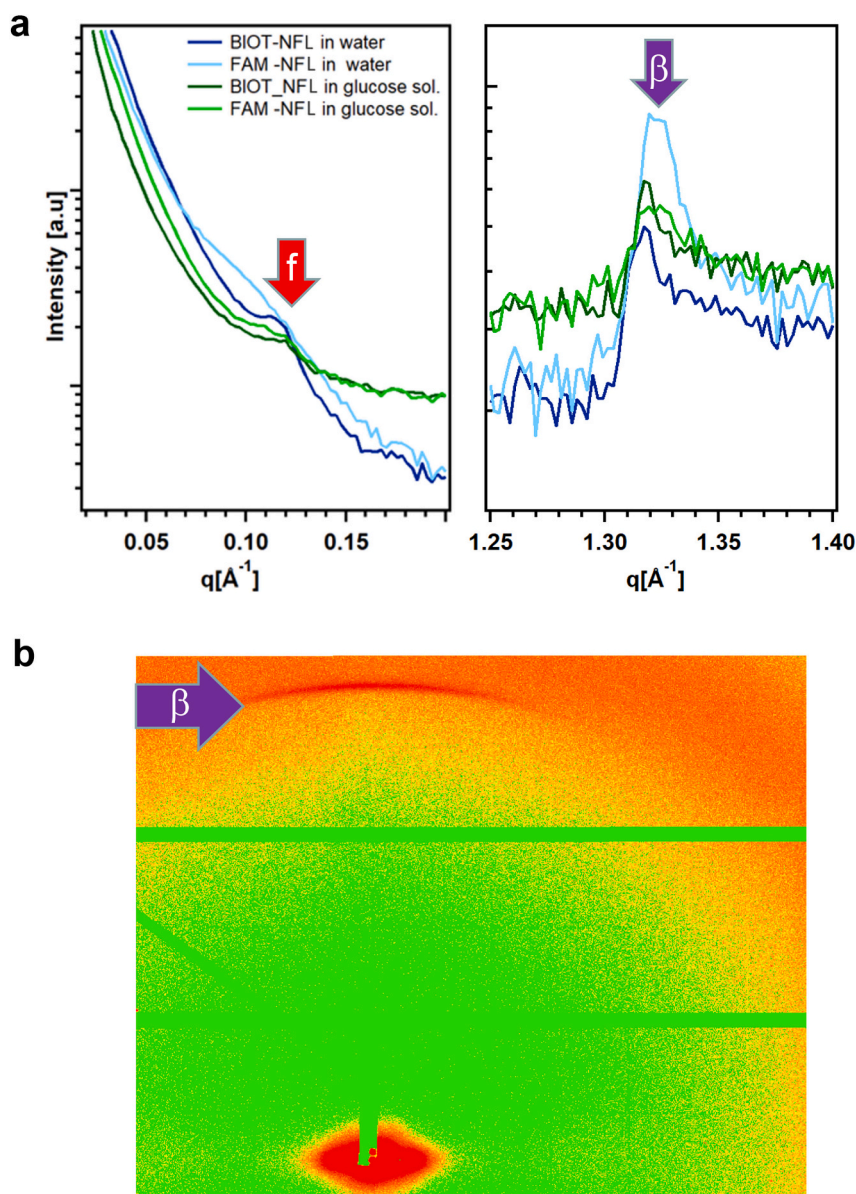 a
BIOT-NFL in water
FAM -NFL in  water
BIOT_NFL in glucose sol.
FAM -NFL in glucose sol.
β
f
Intensity [a.u]
0.05
0.10
0.15
1.25
1.30
1.35
1.40
q[Å⁻¹]
q[Å⁻¹]
b
β